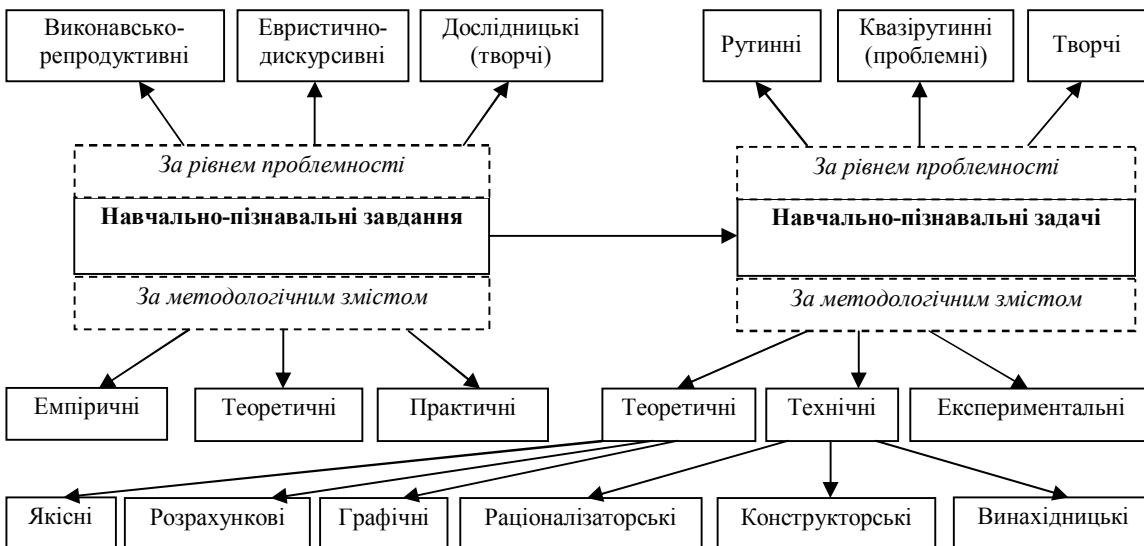 Виконавсько-
репродуктивні
Евристично-
дискурсивні
Дослідницькі
(творчі)
Рутинні
Квазірутинні
(проблемні)
Творчі
За рівнем проблемності
За рівнем проблемності
Навчально-пізнавальні завдання
Навчально-пізнавальні задачі
За методологічним змістом
За методологічним змістом
Емпіричні
Теоретичні
Практичні
Теоретичні
Технічні
Експериментальні
Якісні
Розрахункові
Графічні
Раціоналізаторські
Конструкторські
Винахідницькі